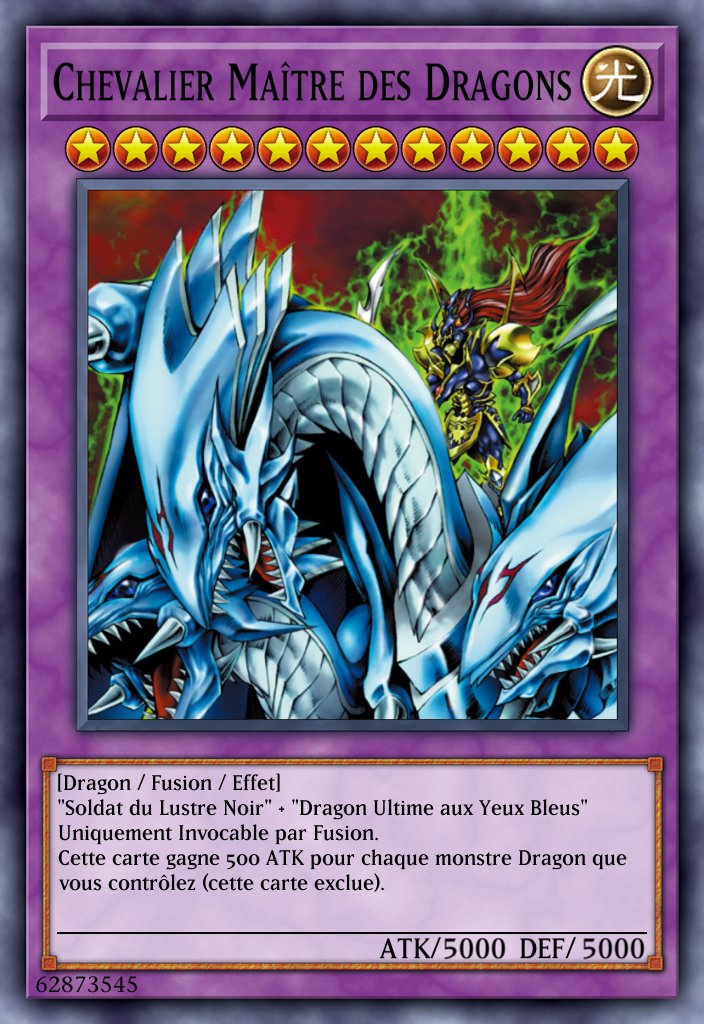 Chevalier Maître des Dragons
光
[Dragon / Fusion / Effet]
"Soldat du Lustre Noir" + "Dragon Ultime aux Yeux Bleus"
Uniquement Invocable par Fusion.
Cette carte gagne 500 ATK pour chaque monstre Dragon que
vous contrôlez (cette carte exclue).
ATK/5000 DEF/5000
62873545